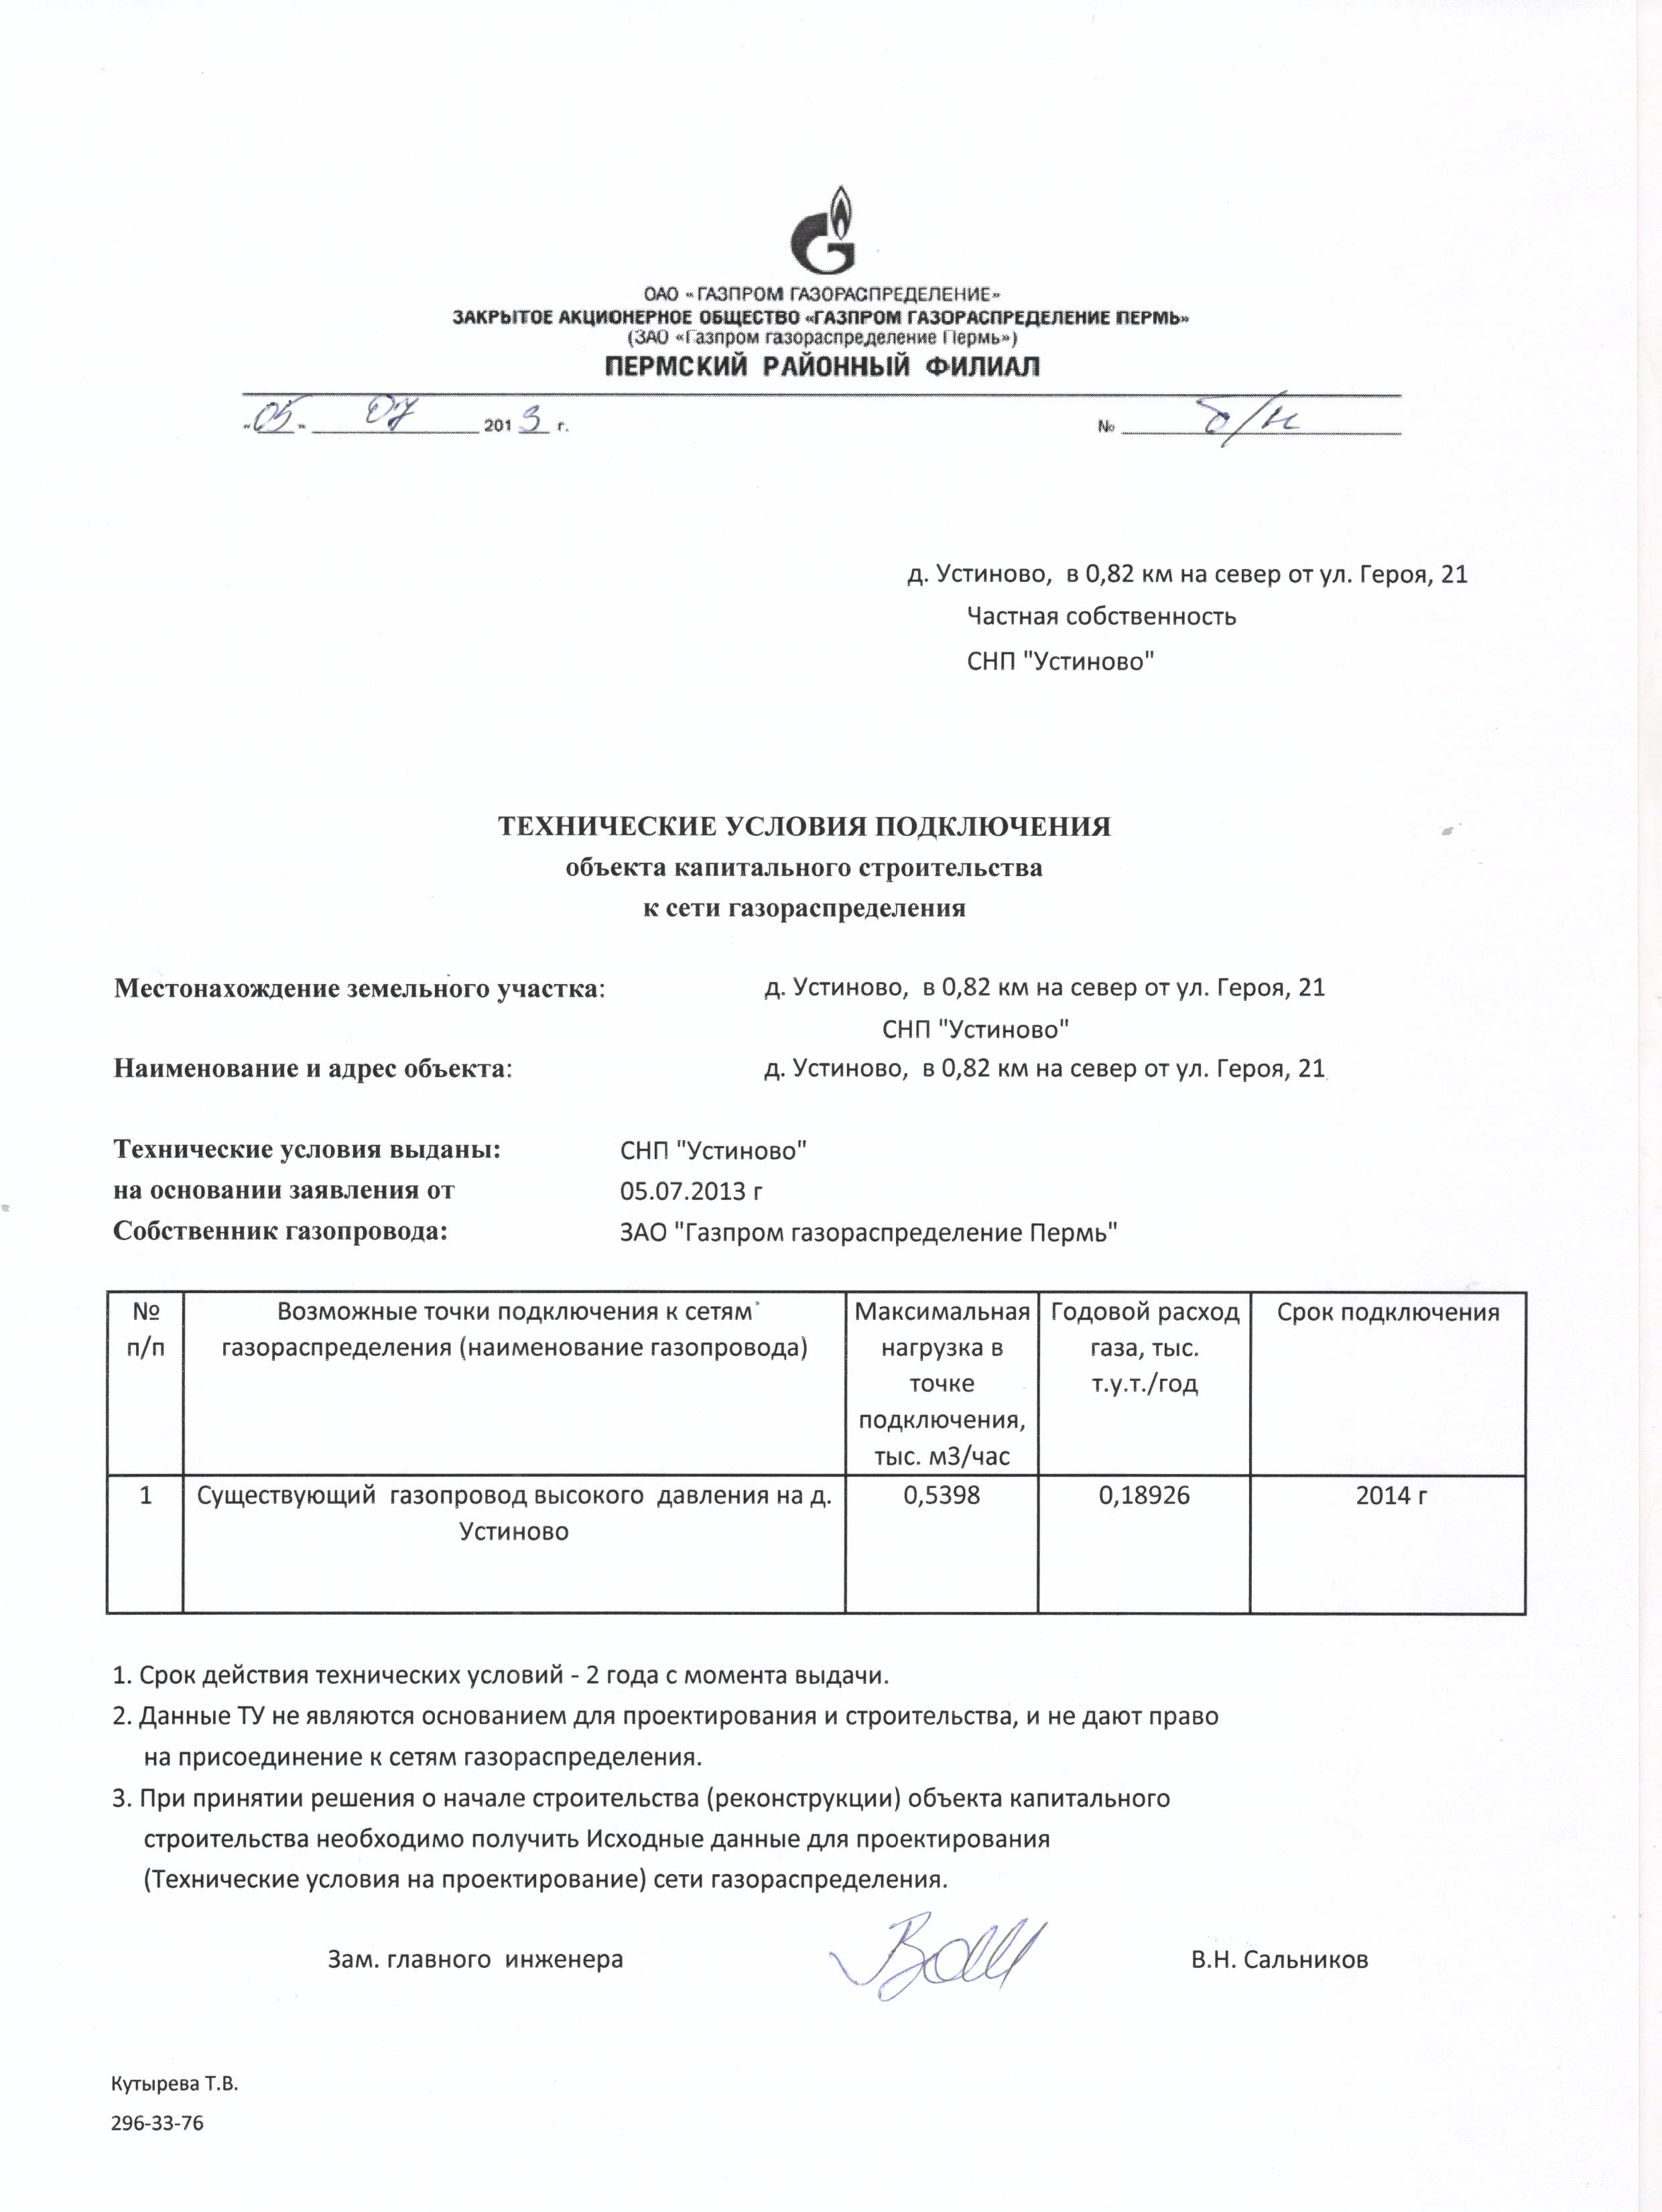 ОАО «ГАЗПРОМ ГАЗОРАСПРЕДЕЛЕНИЕ»
ЗАКРЫТОЕ АКЦИОНЕРНОЕ ОБЩЕСТВО «ГАЗПРОМ ГАЗОРАСПРЕДЕЛЕНИЕ ПЕРМЬ»
(ЗАО «Газпром газораспределение Пермь»)
ПЕРМСКИЙ РАЙОННЫЙ ФИЛИАЛ
«05» 07 2013 г. № б/н
д. Устиново, в 0,82 км на север от ул. Героя, 21
Частная собственность
СНП "Устиново"
ТЕХНИЧЕСКИЕ УСЛОВИЯ ПОДКЛЮЧЕНИЯ
объекта капитального строительства
к сети газораспределения
Местонахождение земельного участка: д. Устиново, в 0,82 км на север от ул. Героя, 21
СНП "Устиново"
Наименование и адрес объекта: д. Устиново, в 0,82 км на север от ул. Героя, 21
Технические условия выданы: СНП "Устиново"
на основании заявления от 05.07.2013 г
Собственник газопровода: ЗАО "Газпром газораспределение Пермь"
№ Возможные точки подключения к сетям Максимальная Годовой расход Срок подключения
п/п газораспределения (наименование газопровода) нагрузка в газа, тыс.
точке т.у.т./год
подключения,
тыс. м3/час
1 Существующий газопровод высокого давления на д. 0,5398 0,18926 2014 г
Устиново
1. Срок действия технических условий - 2 года с момента выдачи.
2. Данные ТУ не являются основанием для проектирования и строительства, и не дают право
на присоединение к сетям газораспределения.
3. При принятии решения о начале строительства (реконструкции) объекта капитального
строительства необходимо получить Исходные данные для проектирования
(Технические условия на проектирование) сети газораспределения.
Зам. главного инженера В.Н. Сальников
Кутырева Т.В.
296-33-76